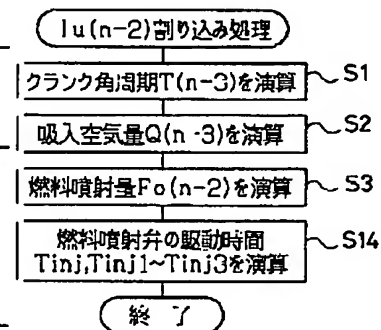 Iu(n-2)割り込み処理
クランク角周期T(n-3)を演算 S1
吸入空気量Q(n-3)を演算 S2
燃料噴射量Fo(n-2)を演算 S3
燃料噴射弁の駆動時間 S14
Tinj,Tinj1~Tinj3を演算
終了